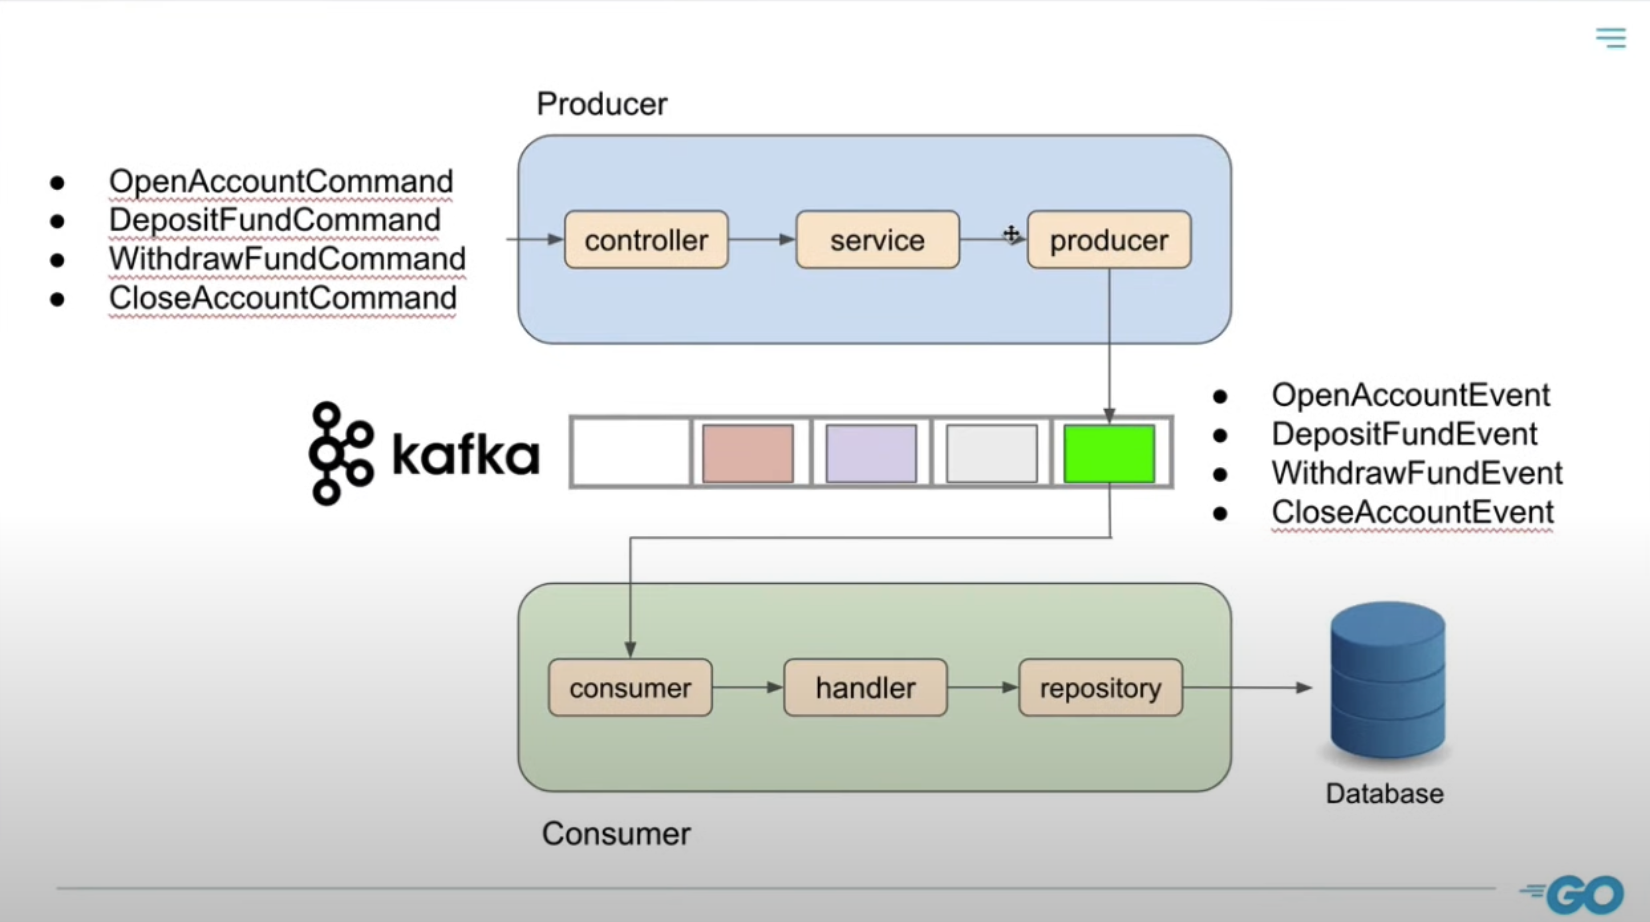 Producer
OpenAccountCommand
DepositFundCommand
WithdrawFundCommand
CloseAccountCommand
controller
service
producer
kafka
OpenAccountEvent
DepositFundEvent
WithdrawFundEvent
CloseAccountEvent
consumer
handler
repository
Database
Consumer
GO